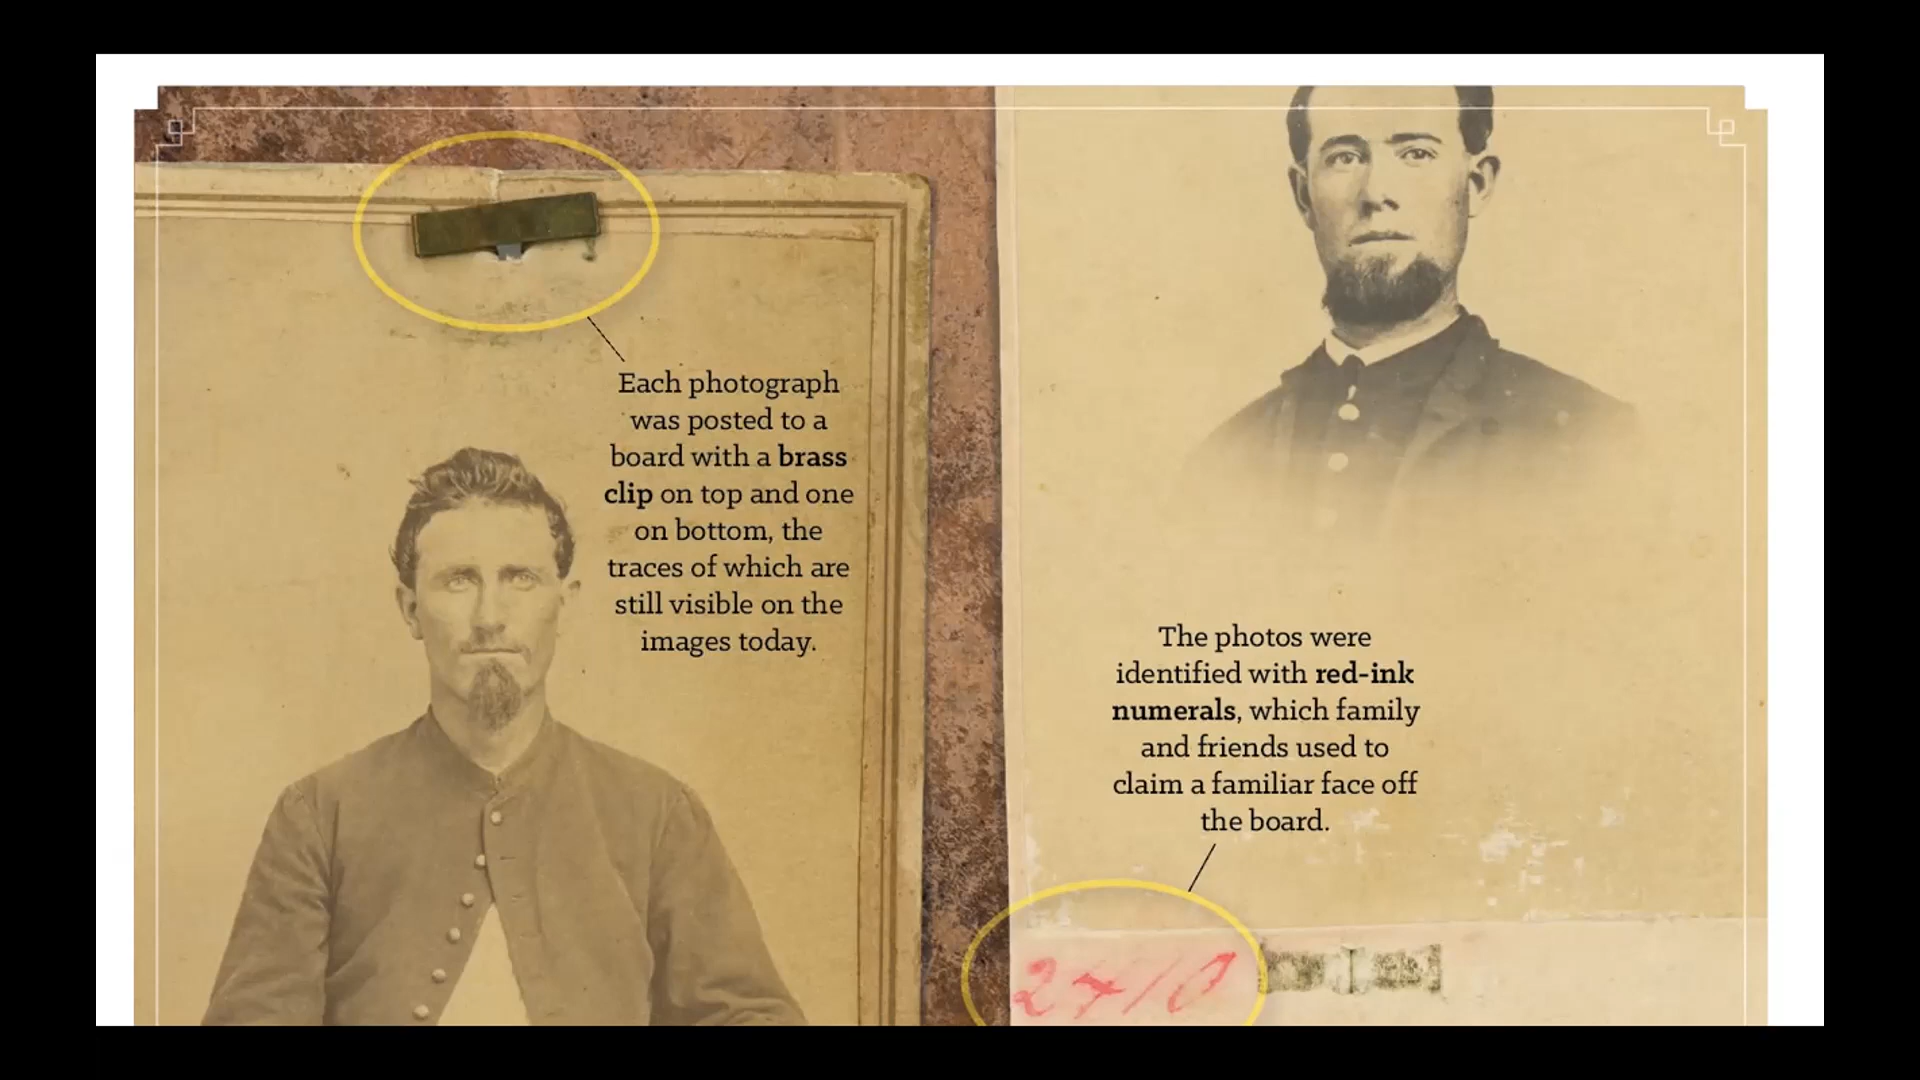 Each photograph
was posted to a
board with a brass
clip on top and one
on bottom, the
traces of which are
still visible on the
images today.
The photos were
identified with red-ink
numerals, which family
and friends used to
claim a familiar face off
the board.
2710